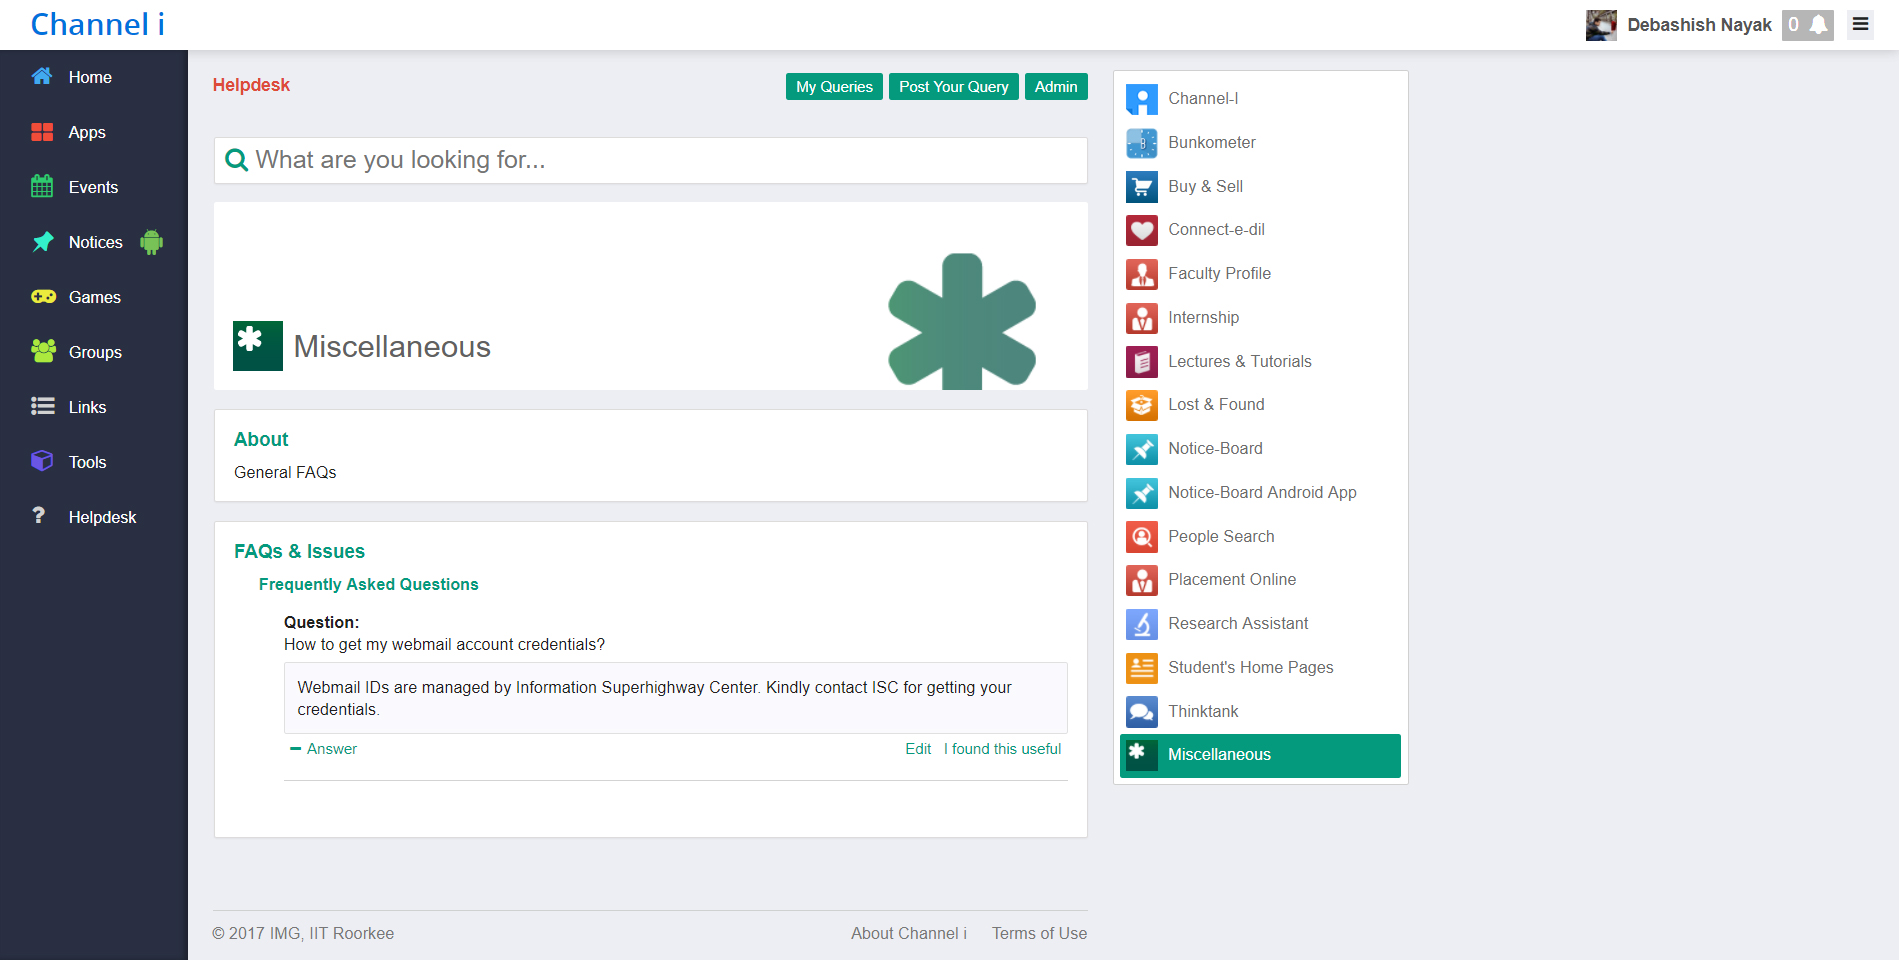 Channel i
Debashish Nayak
0
Home
Apps
Events
Notices
Games
Groups
Links
Tools
Helpdesk
Helpdesk
My Queries
Post Your Query
Admin
What are you looking for...
Miscellaneous
About
General FAQs
FAQs & Issues
Frequently Asked Questions
Question:
How to get my webmail account credentials?
Webmail IDs are managed by Information Superhighway Center. Kindly contact ISC for getting your
credentials.
Answer
Edit
I found this useful
Channel-I
Bunkometer
B
Buy & Sell
Connect-e-dil
Faculty Profile
Internship
Lectures & Tutorials
Lost & Found
Notice-Board
Notice-Board Android App
People Search
Placement Online
Research Assistant
Student's Home Pages
Thinktank
Miscellaneous
© 2017 IMG, IIT Roorkee
About Channel i
Terms of Use